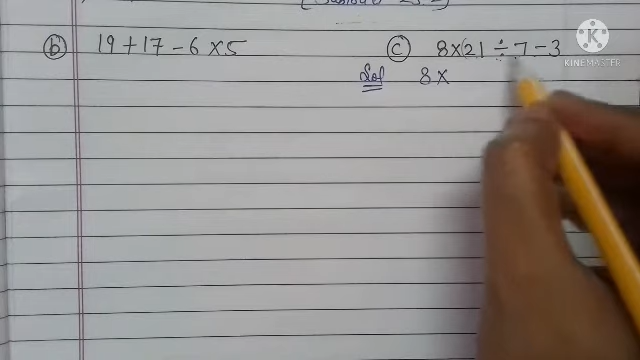 (b) 19 + 17 - 6 × 5
(c) 8×(21 ÷ 7 - 3
Sol 8 ×
K
KINEMASTER